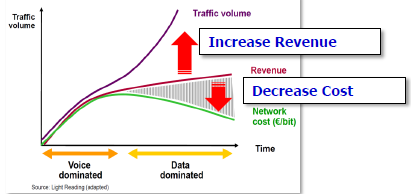 Traffic
volume
Traffic volume
Increase Revenue
Revenue
Decrease Cost
Network
cost (€/bit)
Time
Voice
dominated
Data
dominated
Source: Light Reading (adapted)